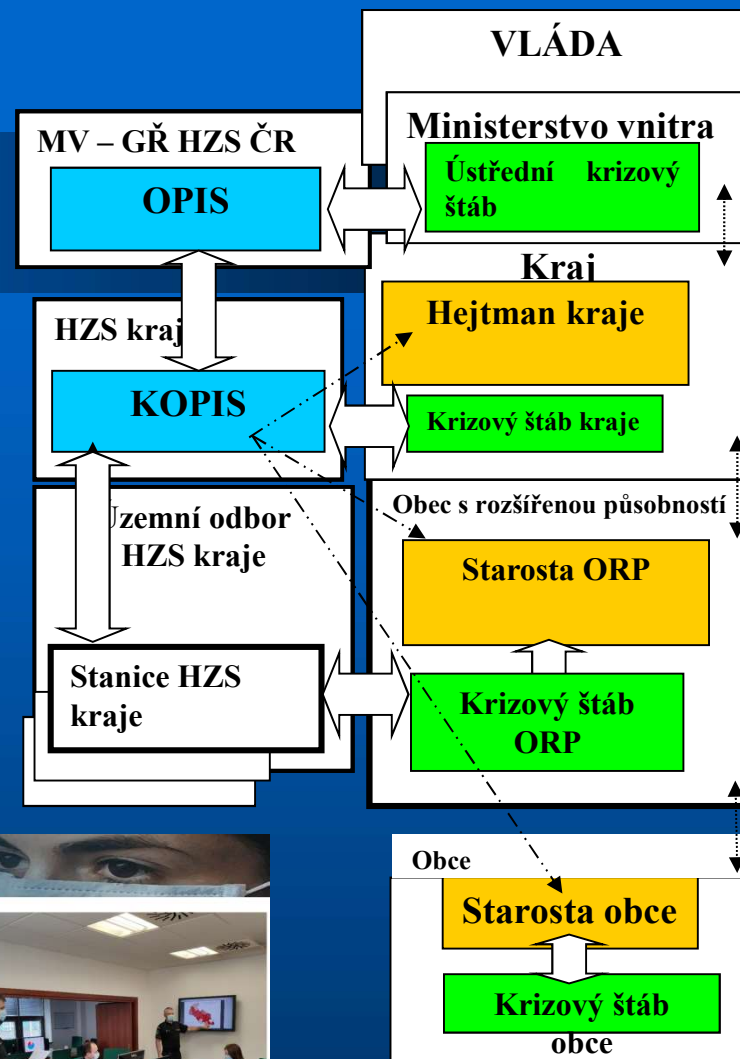 VLÁDA
MV – GŘ HZS ČR
OPIS
Ministerstvo vnitra
Ústřední krizový
štáb
HZS kraj
KOPIS
Kraj
Hejtman kraje
Krizový štáb kraje
Územní odbor
HZS kraje
Stanice HZS
kraje
Obec s rozšířenou působností
Starosta ORP
Krizový štáb
ORP
Obce
Starosta obce
Krizový štáb
obce